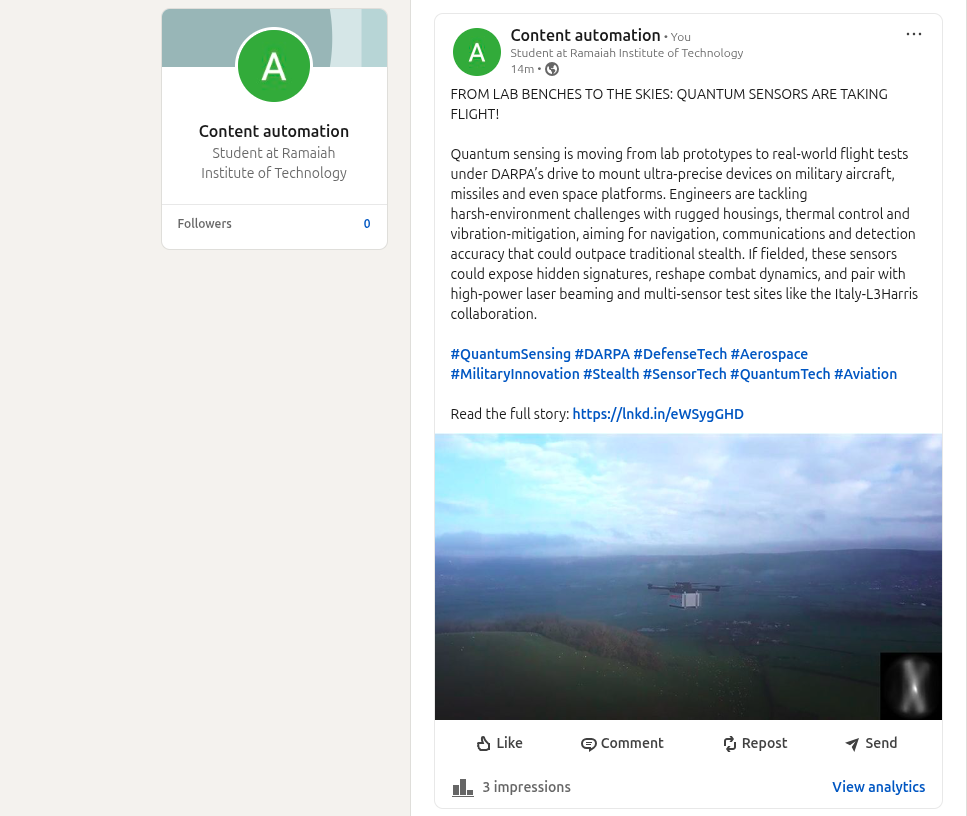 A
Content automation
Student at Ramaiah
Institute of Technology
Followers 0
A
Content automation • You
Student at Ramaiah Institute of Technology
14m •
FROM LAB BENCHES TO THE SKIES: QUANTUM SENSORS ARE TAKING
FLIGHT!
Quantum sensing is moving from lab prototypes to real-world flight tests
under DARPA’s drive to mount ultra-precise devices on military aircraft,
missiles and even space platforms. Engineers are tackling
harsh-environment challenges with rugged housings, thermal control and
vibration-mitigation, aiming for navigation, communications and detection
accuracy that could outpace traditional stealth. If fielded, these sensors
could expose hidden signatures, reshape combat dynamics, and pair with
high-power laser beaming and multi-sensor test sites like the Italy-L3Harris
collaboration.
#QuantumSensing #DARPA #DefenseTech #Aerospace
#MilitaryInnovation #Stealth #SensorTech #QuantumTech #Aviation
Read the full story: https://lnkd.in/eWSygGHD
Like Comment Repost Send
3 impressions View analytics